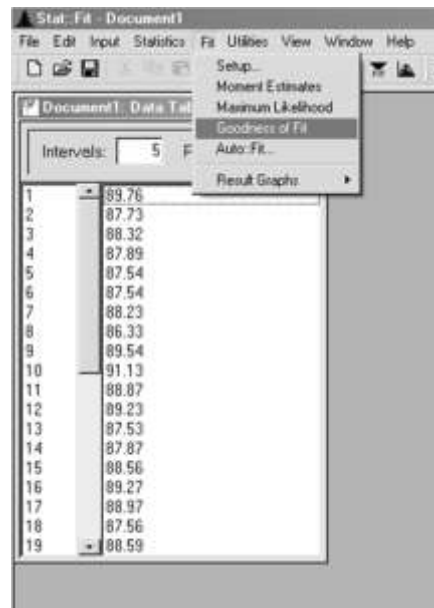 Stat::Fit - Document1
File Edit Input Statistics Fit Utilities View Window Help
Setup...
Moment Estimates
Maximum Likelihood
Goodness of Fit
Auto::Fit...
Result Graphs
Document1: Data Tab
Intervals: 5 P
1 89.76
2 87.73
3 88.32
4 87.89
5 87.54
6 87.54
7 88.23
8 86.33
9 89.54
10 91.13
11 88.87
12 89.23
13 87.53
14 87.87
15 88.56
16 89.27
17 88.97
18 87.56
19 88.59